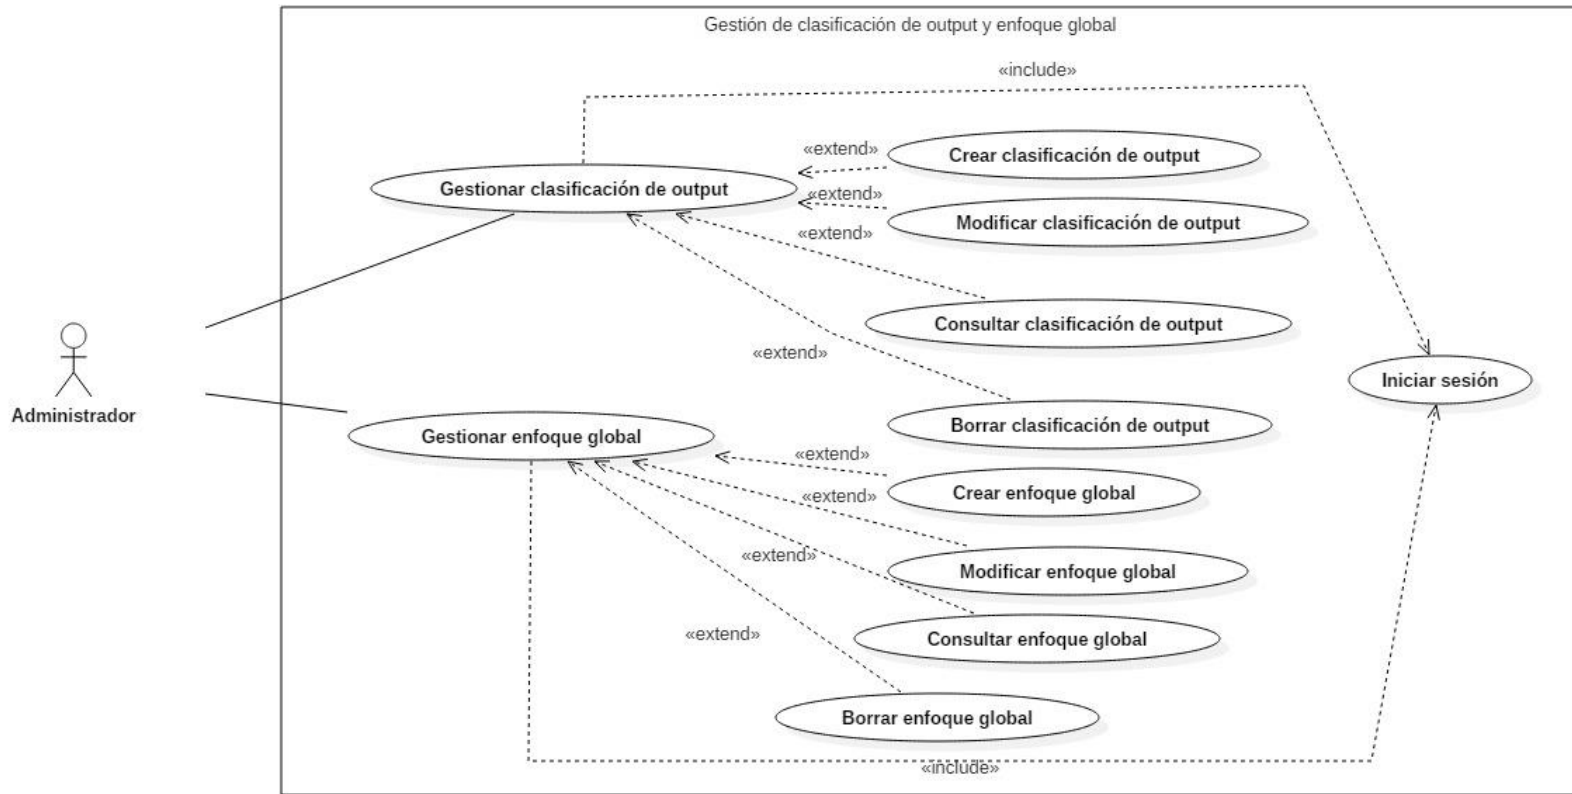 Gestión de clasificación de output y enfoque global
«include»
«extend»
Crear clasificación de output
Gestionar clasificación de output
«extend»
Modificar clasificación de output
«extend»
Consultar clasificación de output
«extend»
Iniciar sesión
Administrador
Borrar clasificación de output
Gestionar enfoque global
«extend»
Crear enfoque global
«extend»
Modificar enfoque global
«extend»
Consultar enfoque global
«extend»
Borrar enfoque global
«include»